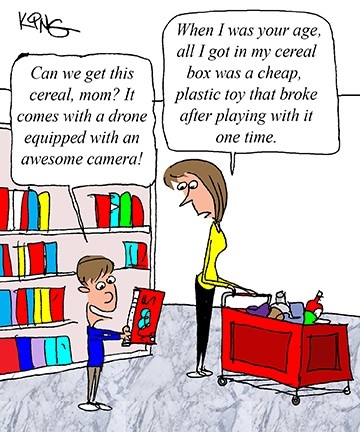 KING
Can we get this
cereal, mom? It
comes with a drone
equipped with an
awesome camera!
When I was your age,
all I got in my cereal
box was a cheap,
plastic toy that broke
after playing with it
one time.